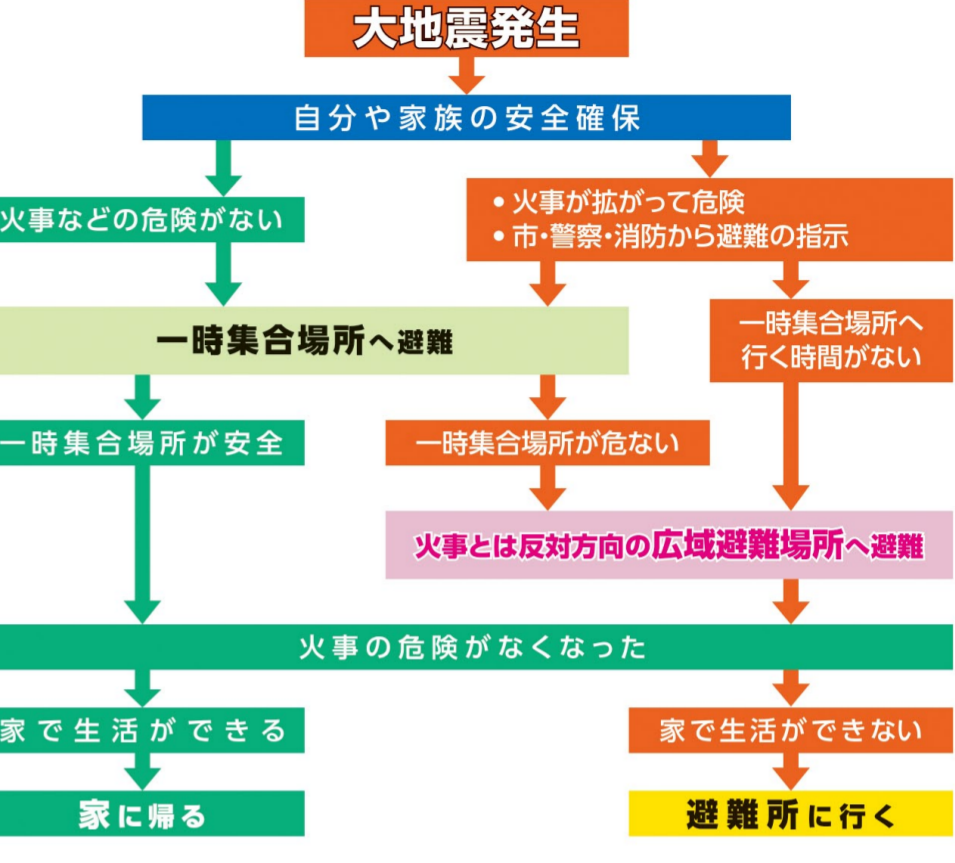 大地震発生
自分や家族の安全確保
火事などの危険がない
• 火事が拡がって危険
• 市・警察・消防から避難の指示
一時集合場所へ避難
一時集合場所へ
行く時間がない
一時集合場所が安全
一時集合場所が危ない
火事とは反対方向の広域避難場所へ避難
火事の危険がなくなった
家で生活ができる
家で生活ができない
家に帰る
避難所に行く